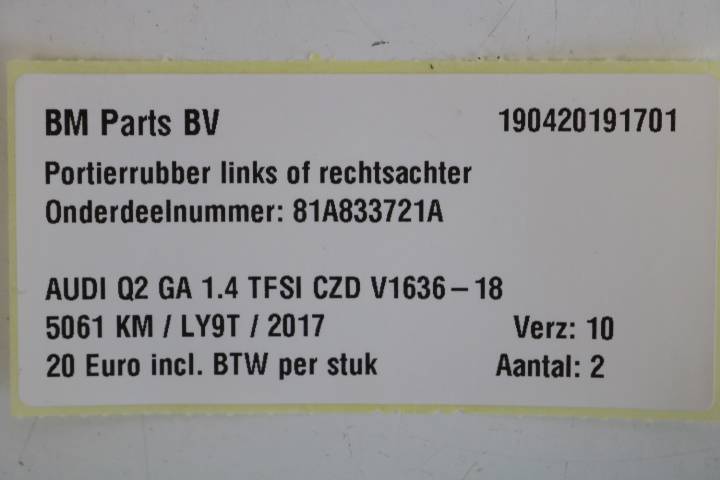 BM Parts BV 190420191701
Portierrubber links of rechtsachter
Onderdeelnummer: 81A833721A
AUDI Q2 GA 1.4 TFSI CZD V1636-18
5061 KM / LY9T / 2017 Verz: 10
20 Euro incl. BTW per stuk Aantal: 2